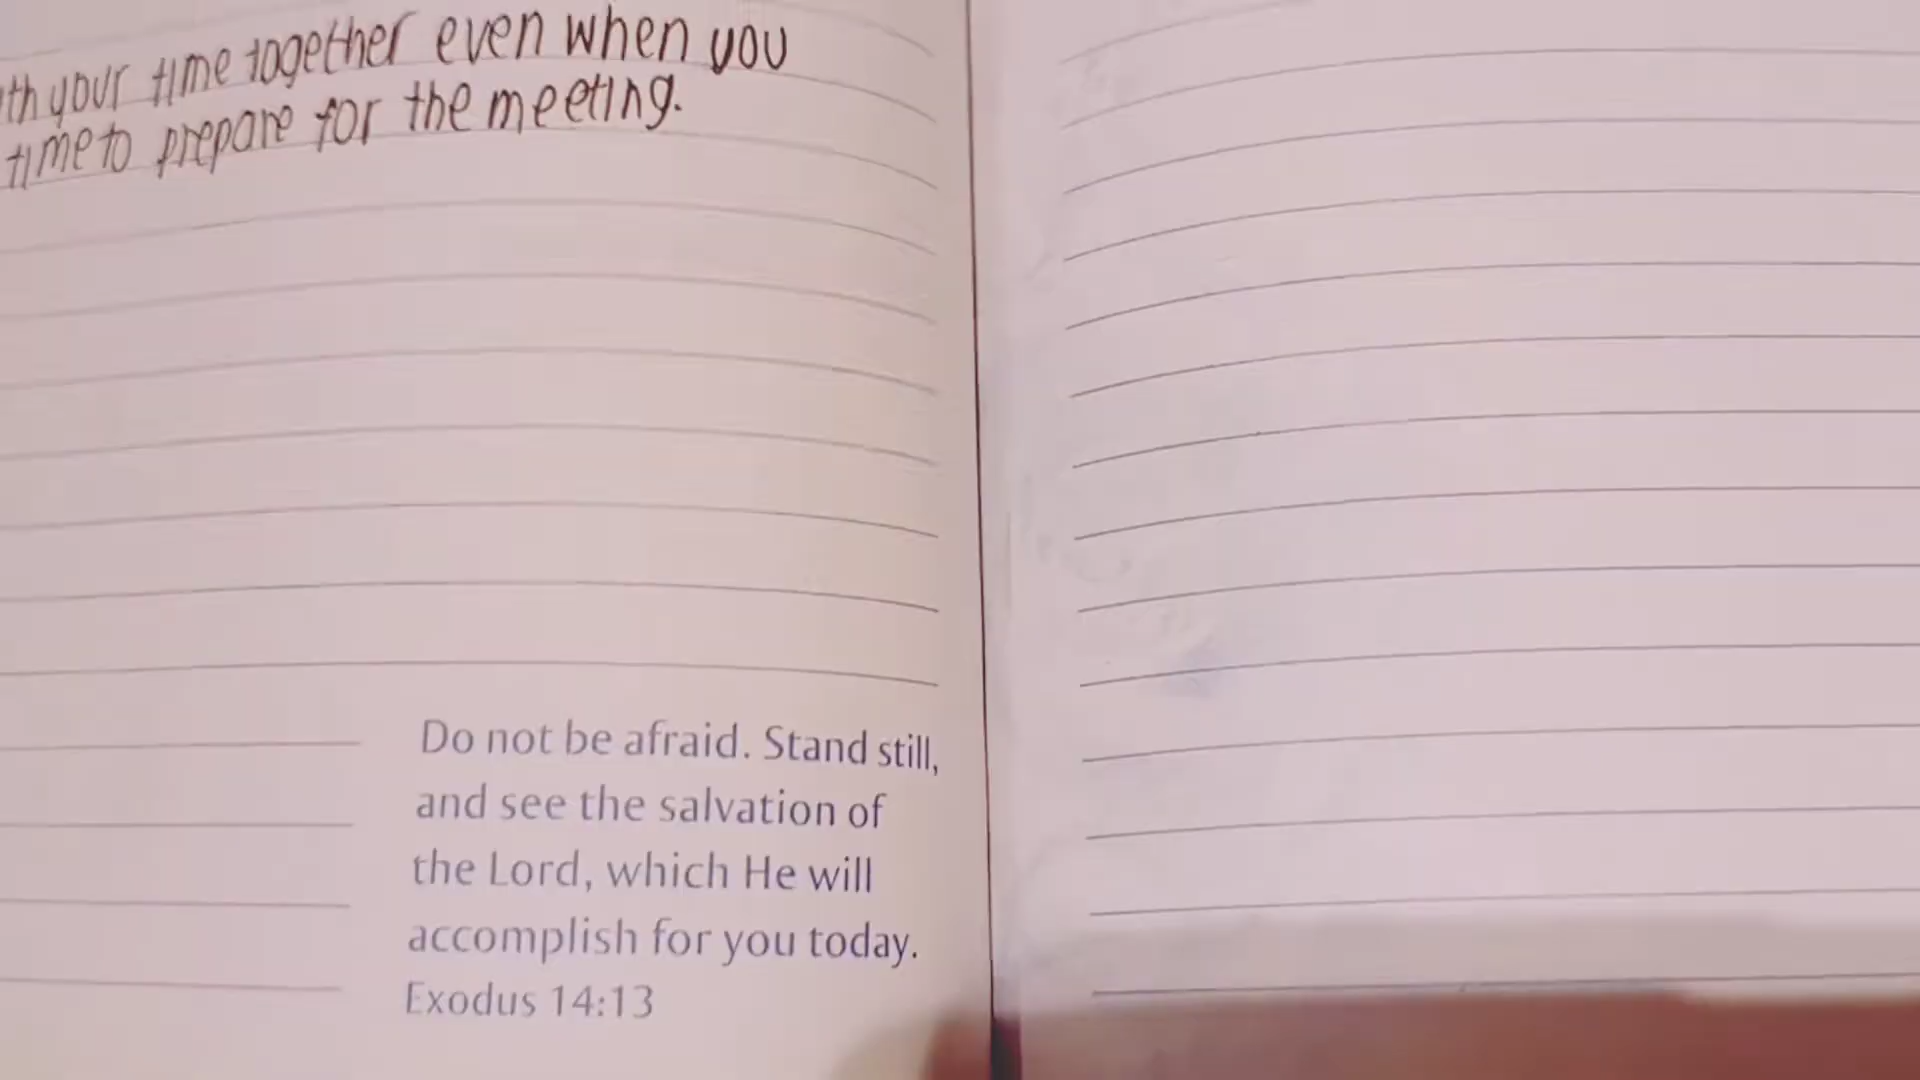 th your time together even when you
time to prepare for the meeting.
Do not be afraid. Stand still,
and see the salvation of
the Lord, which He will
accomplish for you today.
Exodus 14:13